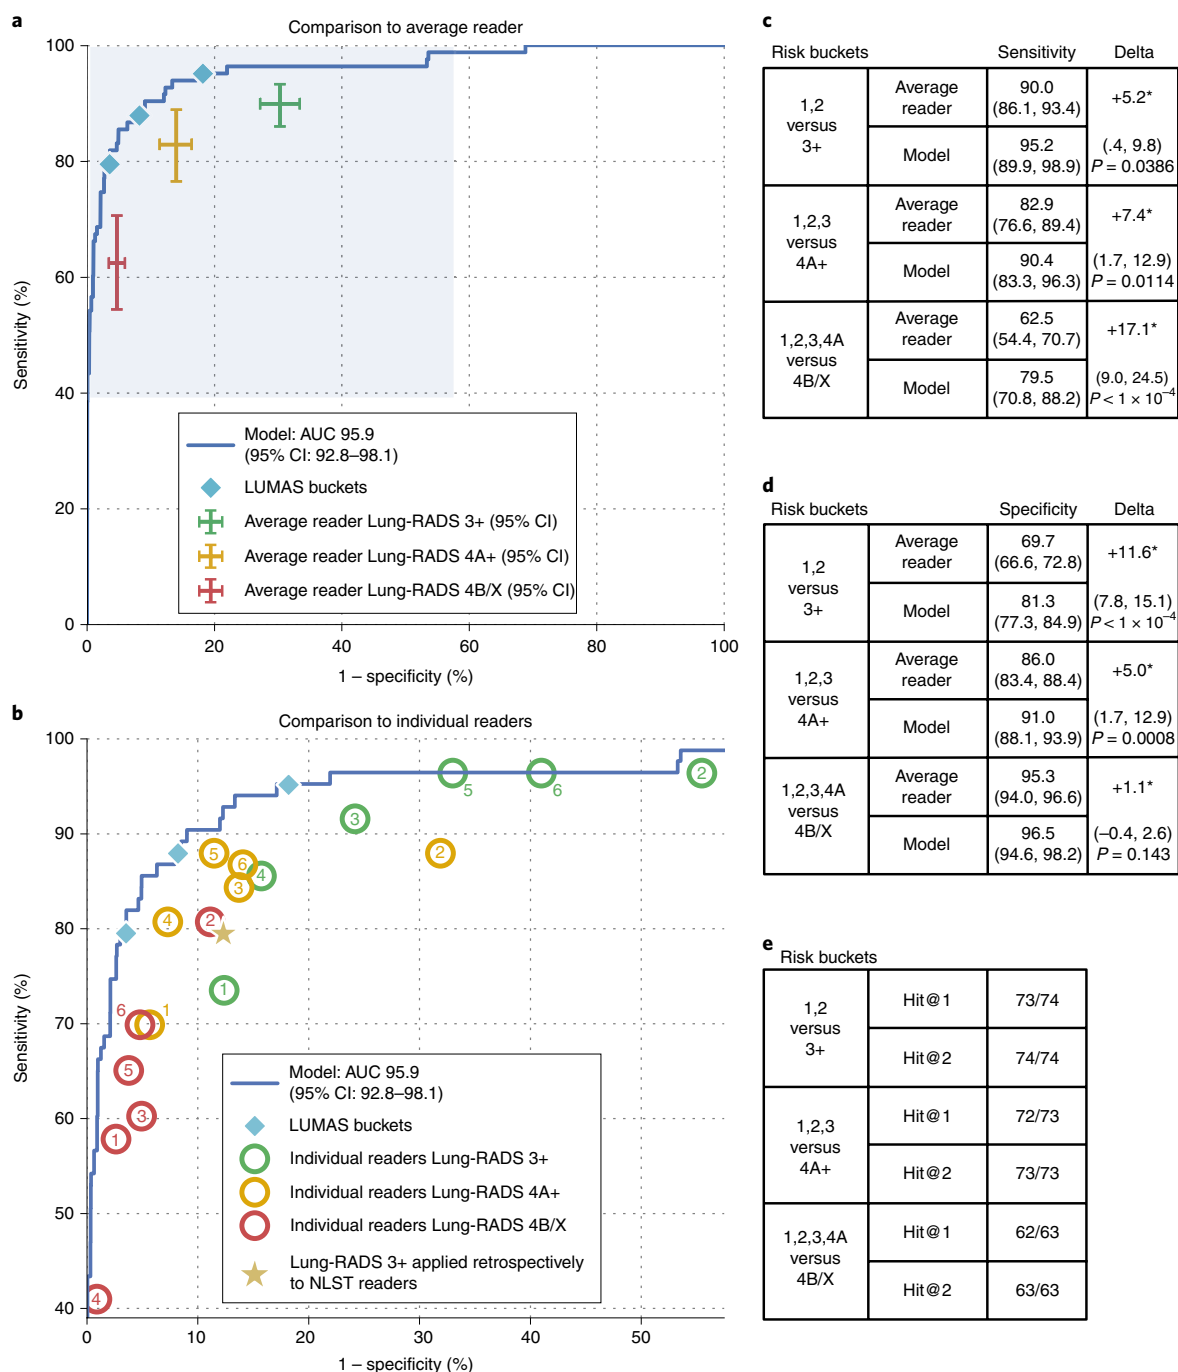 a
Comparison to average reader
100
80
60
40
20
0
Sensitivity (%)
0 20 40 60 80 100
1 – specificity (%)
Model: AUC 95.9
(95% CI: 92.8–98.1)
LUMAS buckets
Average reader Lung-RADS 3+ (95% CI)
Average reader Lung-RADS 4A+ (95% CI)
Average reader Lung-RADS 4B/X (95% CI)
b
Comparison to individual readers
100
90
80
70
60
50
40
Sensitivity (%)
0 10 20 30 40 50
1 – specificity (%)
5
6
2
3
5
6
2
4
3
4
2
1
6
1
5
3
1
4
Model: AUC 95.9
(95% CI: 92.8–98.1)
LUMAS buckets
Individual readers Lung-RADS 3+
Individual readers Lung-RADS 4A+
Individual readers Lung-RADS 4B/X
Lung-RADS 3+ applied retrospectively
to NLST readers
c
Risk buckets Sensitivity Delta
1,2
versus
3+
Average
reader
90.0
(86.1, 93.4)
Model
95.2
(89.9, 98.9)
+5.2*
(.4, 9.8)
P = 0.0386
1,2,3
versus
4A+
Average
reader
82.9
(76.6, 89.4)
Model
90.4
(83.3, 96.3)
+7.4*
(1.7, 12.9)
P = 0.0114
1,2,3,4A
versus
4B/X
Average
reader
62.5
(54.4, 70.7)
Model
79.5
(70.8, 88.2)
+17.1*
(9.0, 24.5)
P < 1 × 10⁻⁴
d
Risk buckets Specificity Delta
1,2
versus
3+
Average
reader
69.7
(66.6, 72.8)
Model
81.3
(77.3, 84.9)
+11.6*
(7.8, 15.1)
P < 1 × 10⁻⁴
1,2,3
versus
4A+
Average
reader
86.0
(83.4, 88.4)
Model
91.0
(88.1, 93.9)
+5.0*
(1.7, 12.9)
P = 0.0008
1,2,3,4A
versus
4B/X
Average
reader
95.3
(94.0, 96.6)
Model
96.5
(94.6, 98.2)
+1.1*
(–0.4, 2.6)
P = 0.143
e
Risk buckets
1,2
versus
3+
Hit@1 73/74
Hit@2 74/74
1,2,3
versus
4A+
Hit@1 72/73
Hit@2 73/73
1,2,3,4A
versus
4B/X
Hit@1 62/63
Hit@2 63/63